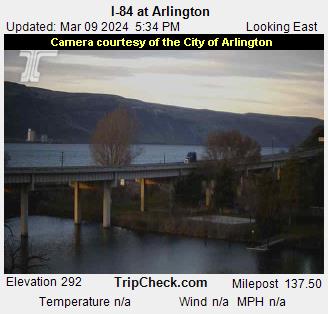 I-84 at Arlington
Updated: Mar 09 2024 5:34 PM Looking East
Camera courtesy of the City of Arlington
Elevation 292 TripCheck.com Milepost 137.50
Temperature n/a Wind n/a MPH n/a